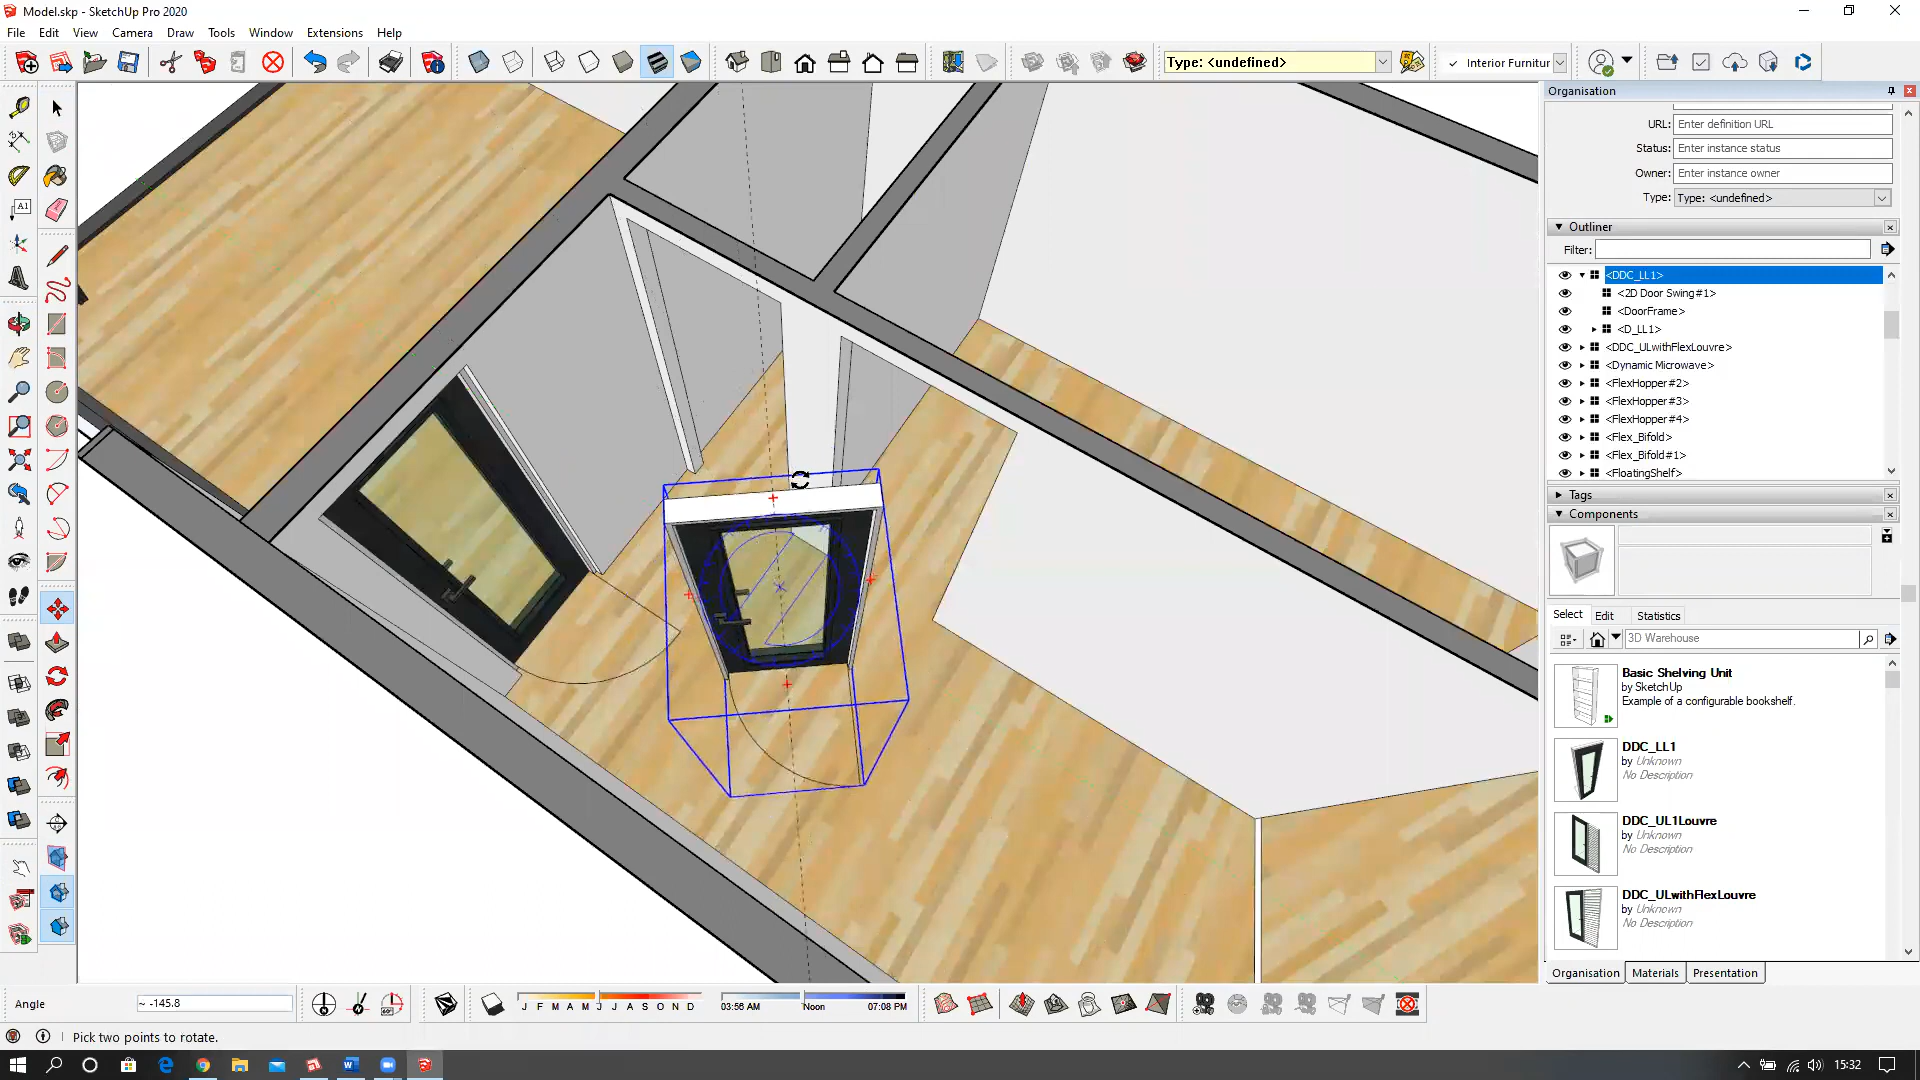 Model.skp - SketchUp Pro 2020
File Edit View Camera Draw Tools Window Extensions Help
Type: <undefined>
Interior Furnitur
Organisation
URL: Enter definition URL
Status: Enter instance status
Owner: Enter instance owner
Type: Type: <undefined>
Outliner
Filter:
<DDC_LL1>
<2D Door Swing#1>
<DoorFrame>
<D_LL1>
<DDC_ULwithFlexLouvre>
<Dynamic Microwave>
<FlexHopper#2>
<FlexHopper#3>
<FlexHopper#4>
<Flex_Bifold>
<Flex_Bifold#1>
<FloatingShelf>
Tags
Components
Select Edit Statistics
3D Warehouse
Basic Shelving Unit
by SketchUp
Example of a configurable bookshelf.
DDC_LL1
by Unknown
No Description
DDC_UL1Louvre
by Unknown
No Description
DDC_ULwithFlexLouvre
by Unknown
No Description
Organisation Materials Presentation
A1
Angle ~ -145.8
J F M A M J J A S O N D
03:56 AM Noon 07:08 PM
Pick two points to rotate.
15:32